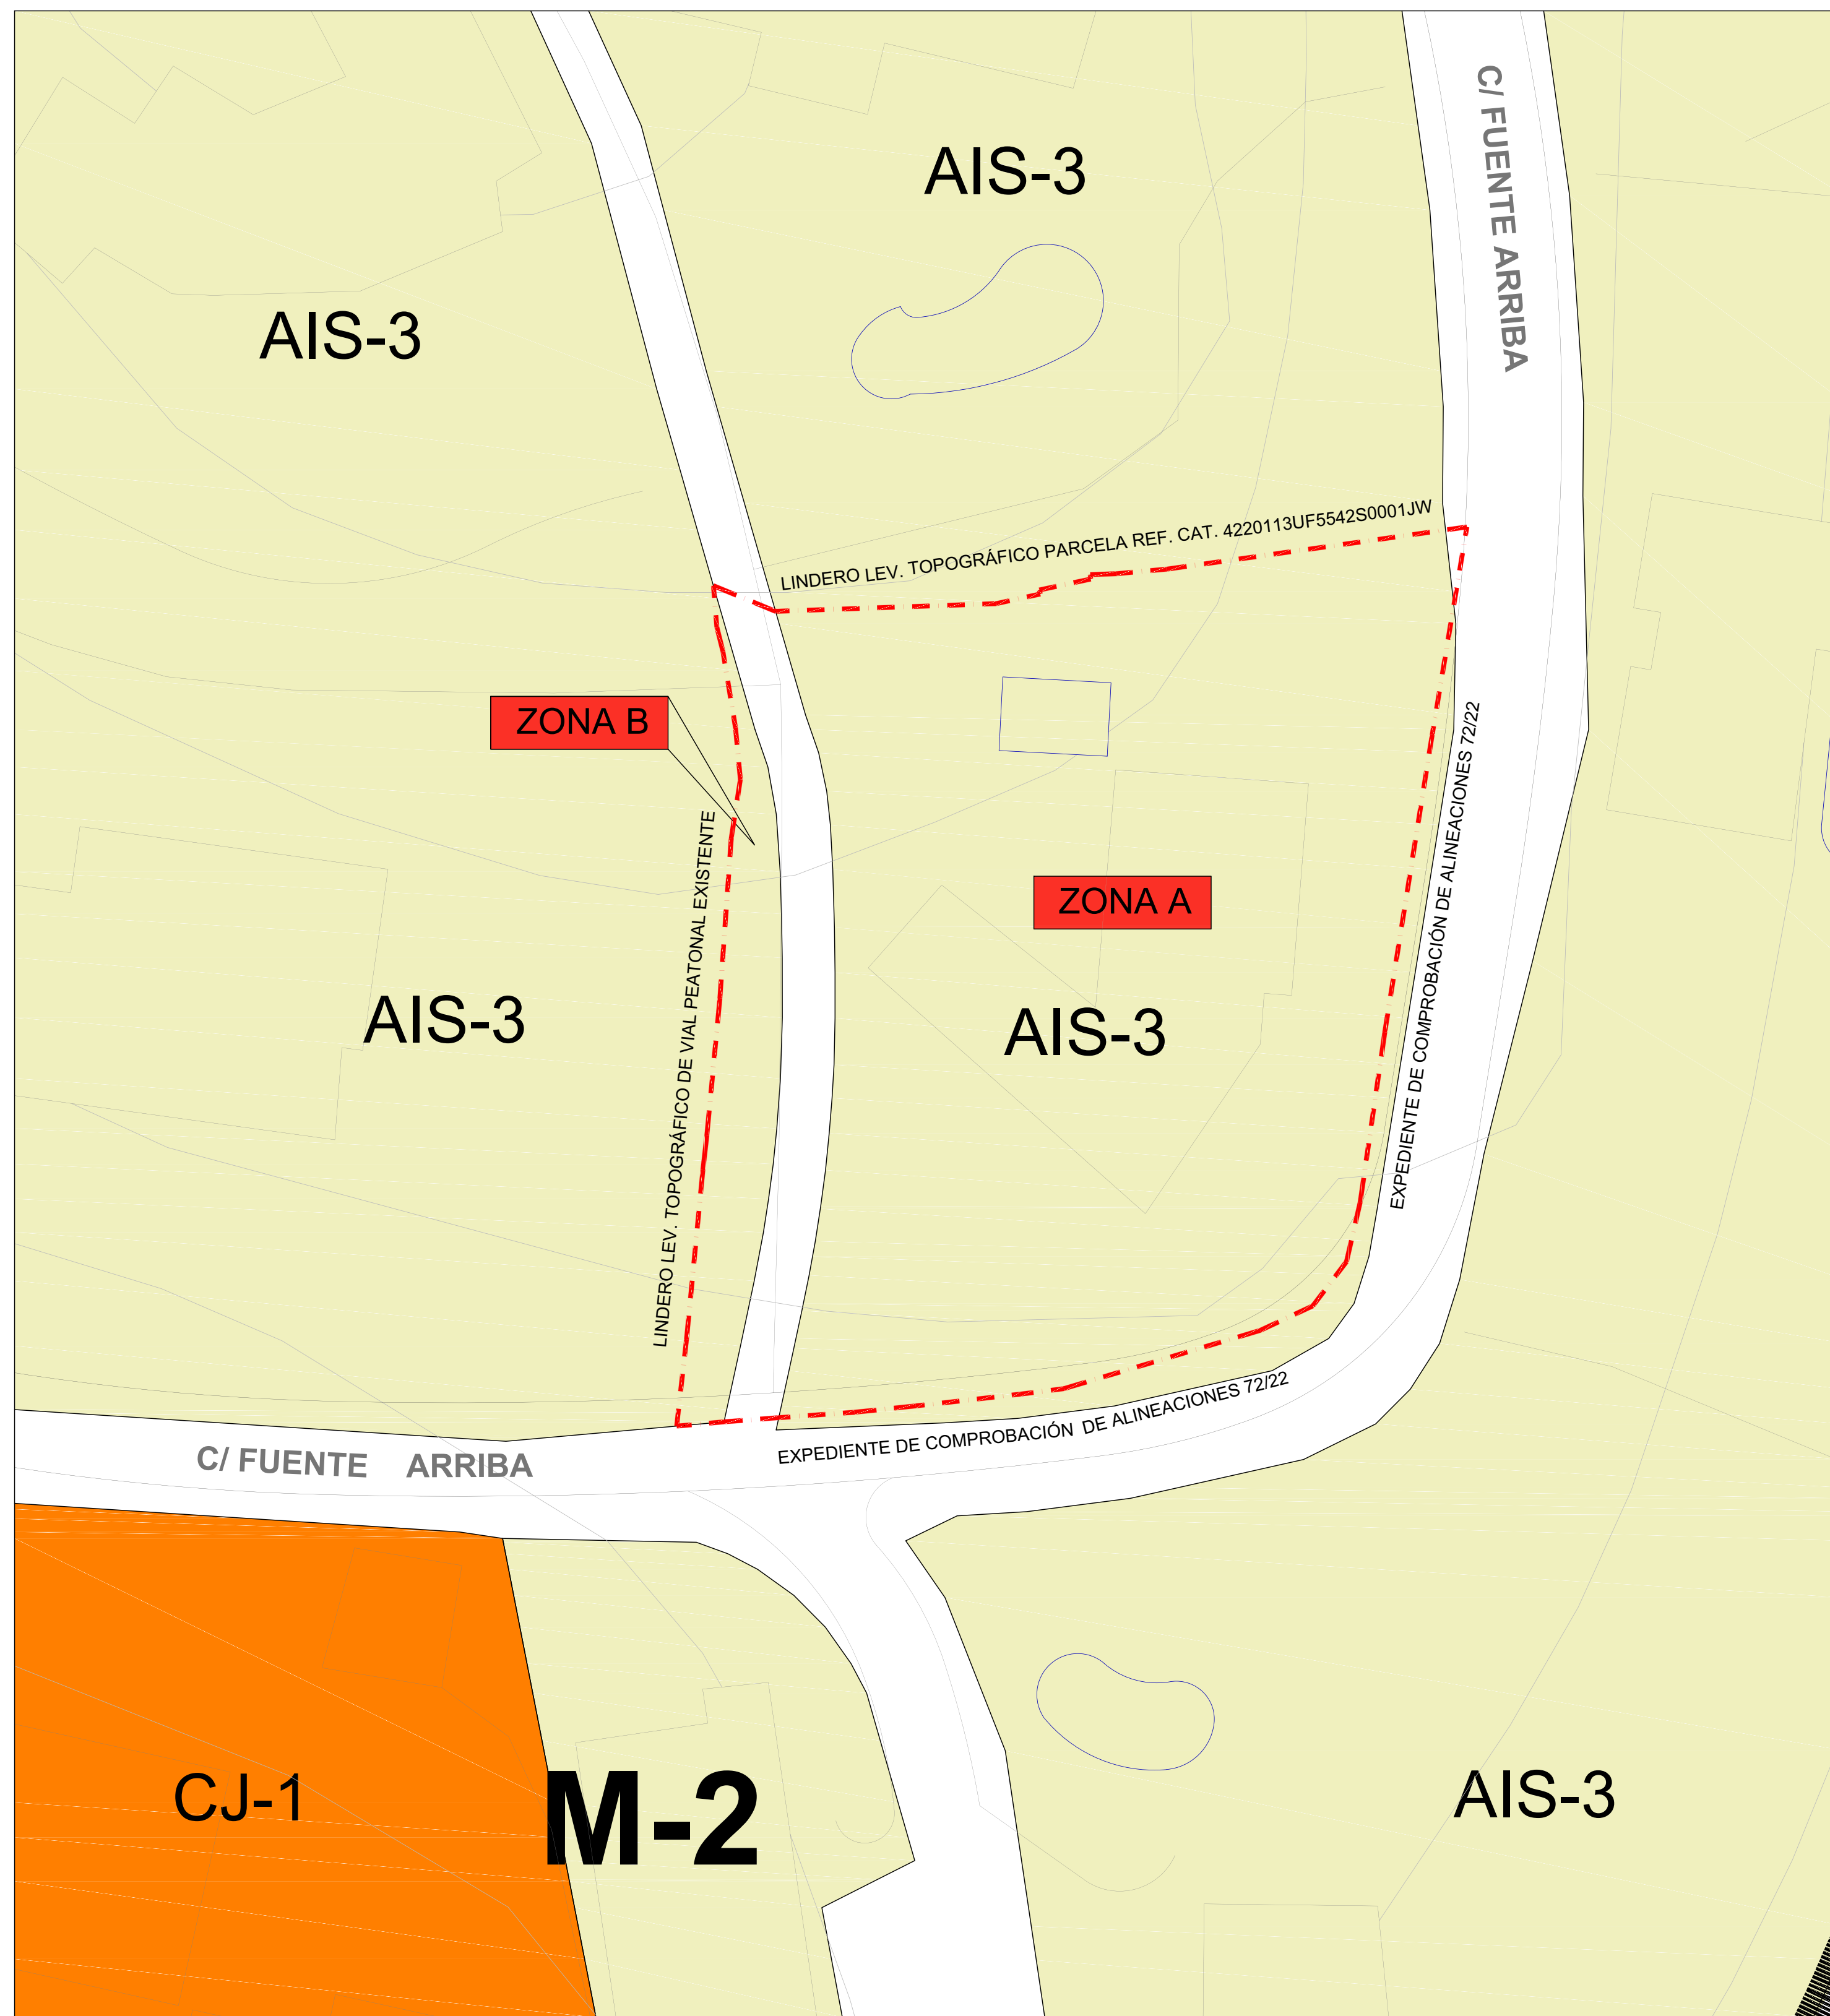 C/ FUENTE ARRIBA
AIS-3
AIS-3
LINDERO LEV. TOPOGRÁFICO PARCELA REF. CAT. 4220113UF5542S0001JW
ZONA B
LINDERO LEV. TOPOGRÁFICO DE VIAL PEATONAL EXISTENTE
ZONA A
EXPEDIENTE DE COMPROBACIÓN DE ALINEACIONES 72/22
AIS-3
AIS-3
EXPEDIENTE DE COMPROBACIÓN DE ALINEACIONES 72/22
C/ FUENTE ARRIBA
CJ-1
M-2
AIS-3